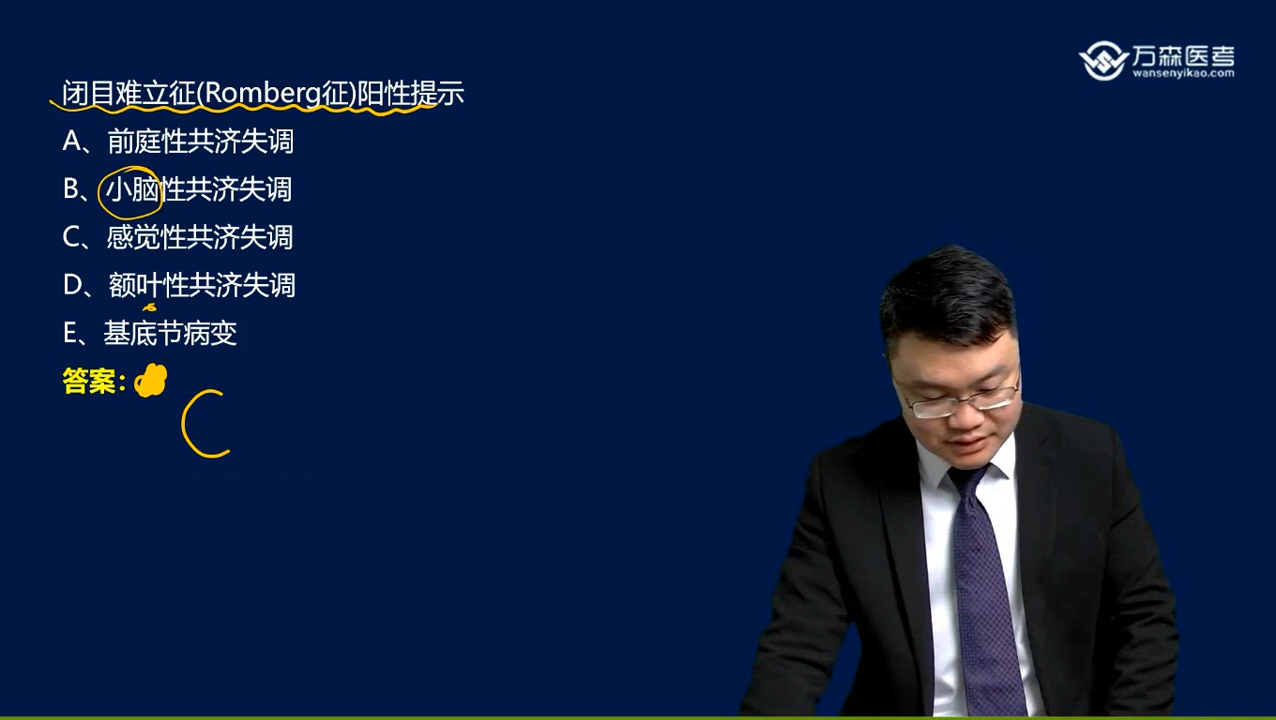 万森医考
wansenyikao.com
闭目难立征(Romberg征)阳性提示
A、前庭性共济失调
B、小脑性共济失调
C、感觉性共济失调
D、额叶性共济失调
E、基底节病变
答案：
C